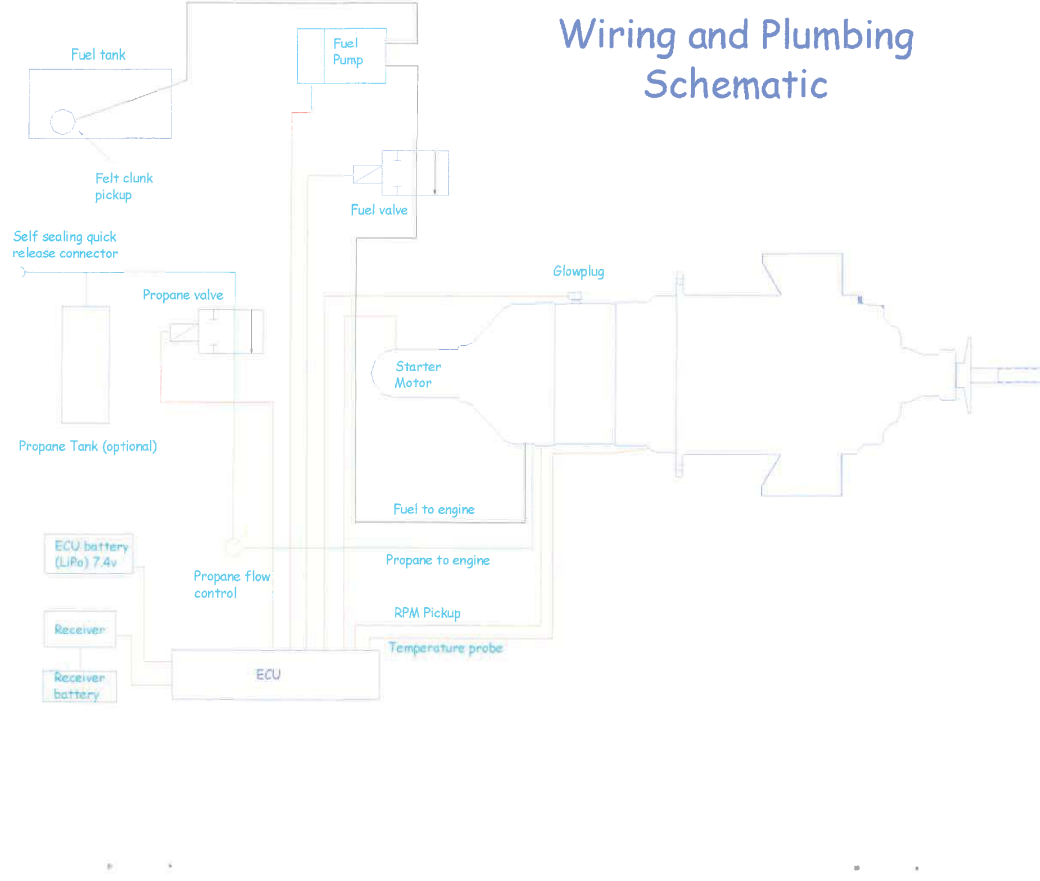 Wiring and Plumbing
Schematic
Fuel tank
Fuel
Pump
Felt clunk
pickup
Fuel valve
Self sealing quick
release connector
Propane valve
Glowplug
Starter
Motor
Propane Tank (optional)
Fuel to engine
ECU battery
(LiPo) 7.4v
Propane to engine
Propane flow
control
RPM Pickup
Receiver
Temperature probe
ECU
Receiver
battery